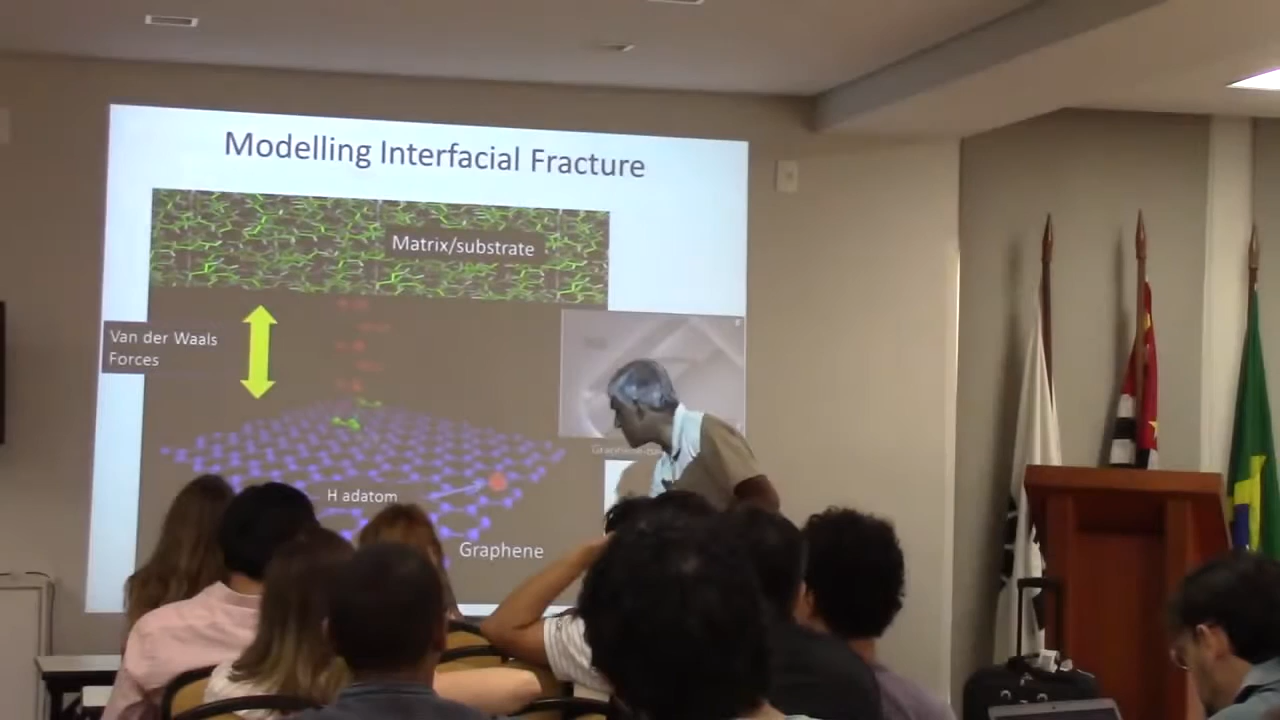 Modelling Interfacial Fracture
Matrix/substrate
Van der Waals
Forces
H adatom
Graphene